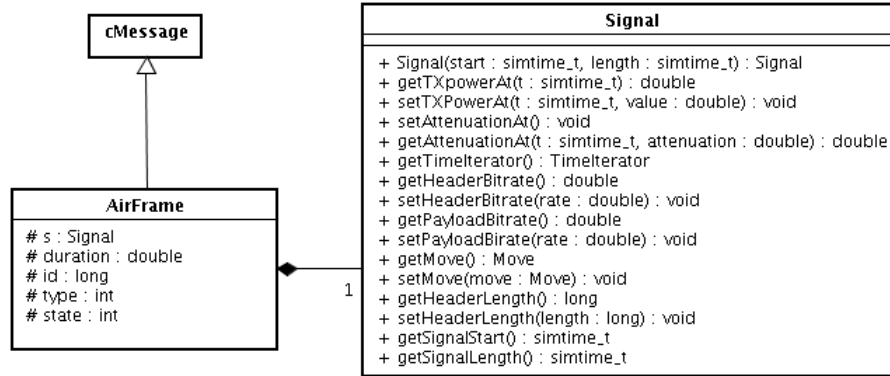 cMessage
AirFrame
# s : Signal
# duration : double
# id : long
# type : int
# state : int
1
Signal
+ Signal(start : simtime_t, length : simtime_t) : Signal
+ getTXpowerAt(t : simtime_t) : double
+ setTXPowerAt(t : simtime_t, value : double) : void
+ setAttenuationAt() : void
+ getAttenuationAt(t : simtime_t, attenuation : double) : double
+ getTimeIterator() : TimeIterator
+ getHeaderBitrate() : double
+ setHeaderBitrate(rate : double) : void
+ getPayloadBitrate() : double
+ setPayloadBirate(rate : double) : void
+ getMove() : Move
+ setMove(move : Move) : void
+ getHeaderLength() : long
+ setHeaderLength(length : long) : void
+ getSignalStart() : simtime_t
+ getSignalLength() : simtime_t